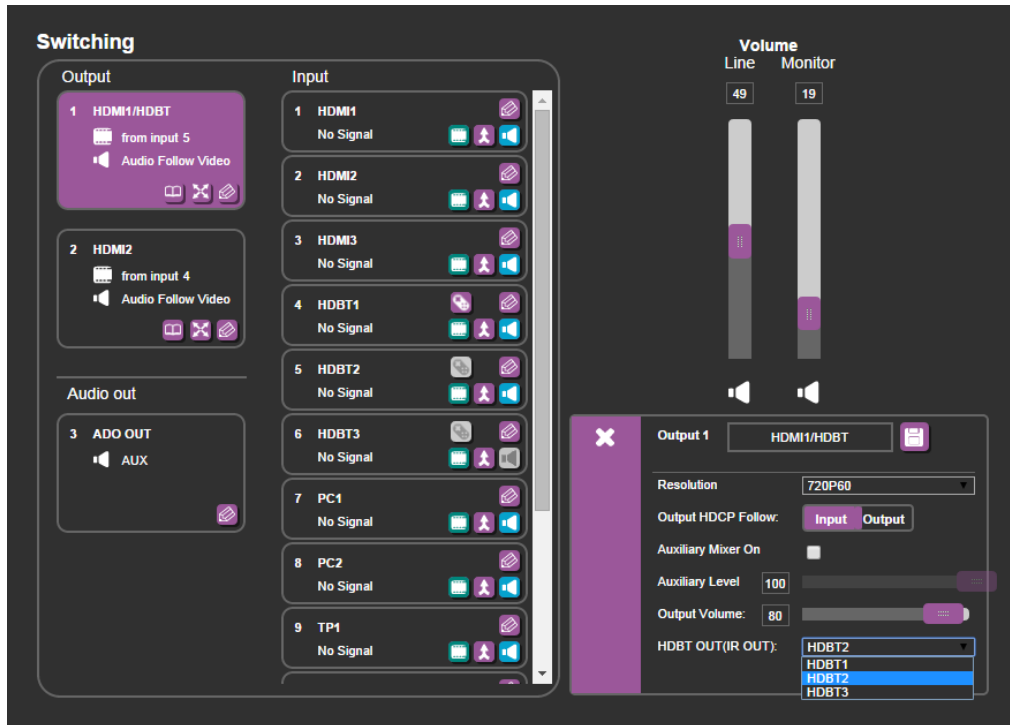 Switching
Output
1 HDMI1/HDBT
from input 5
Audio Follow Video
2 HDMI2
from input 4
Audio Follow Video
Audio out
3 ADO OUT
AUX
Input
1 HDMI1
No Signal
2 HDMI2
No Signal
3 HDMI3
No Signal
4 HDBT1
No Signal
5 HDBT2
No Signal
6 HDBT3
No Signal
7 PC1
No Signal
8 PC2
No Signal
9 TP1
No Signal
Volume
Line Monitor
49 19
Output 1 HDMI1/HDBT
Resolution 720P60
Output HDCP Follow: Input Output
Auxiliary Mixer On
Auxiliary Level 100
Output Volume: 80
HDBT OUT(IR OUT): HDBT2
HDBT1
HDBT2
HDBT3